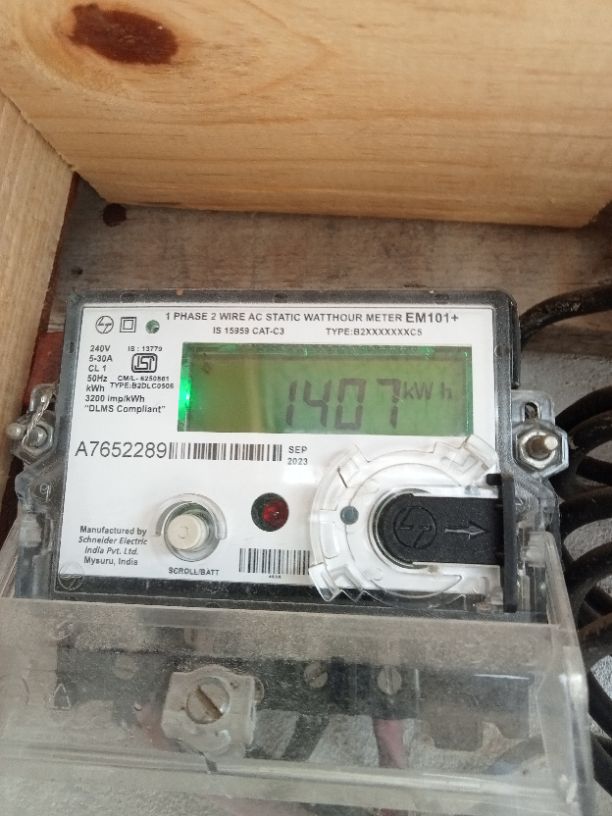 1 PHASE 2 WIRE AC STATIC WATTHOUR METER EM101+
IS 15959 CAT-C3 TYPE:B2XXXXXXXC5
240V IS : 13779
5-30A
CL 1
50Hz CM/L- 6250861
kWh TYPE:B2DLC0506
3200 imp/kWh
"DLMS Compliant"
1407 kWh
A7652289
SEP
2023
Manufactured by
Schneider Electric
India Pvt. Ltd.
Mysuru, India
SCROLL/BATT